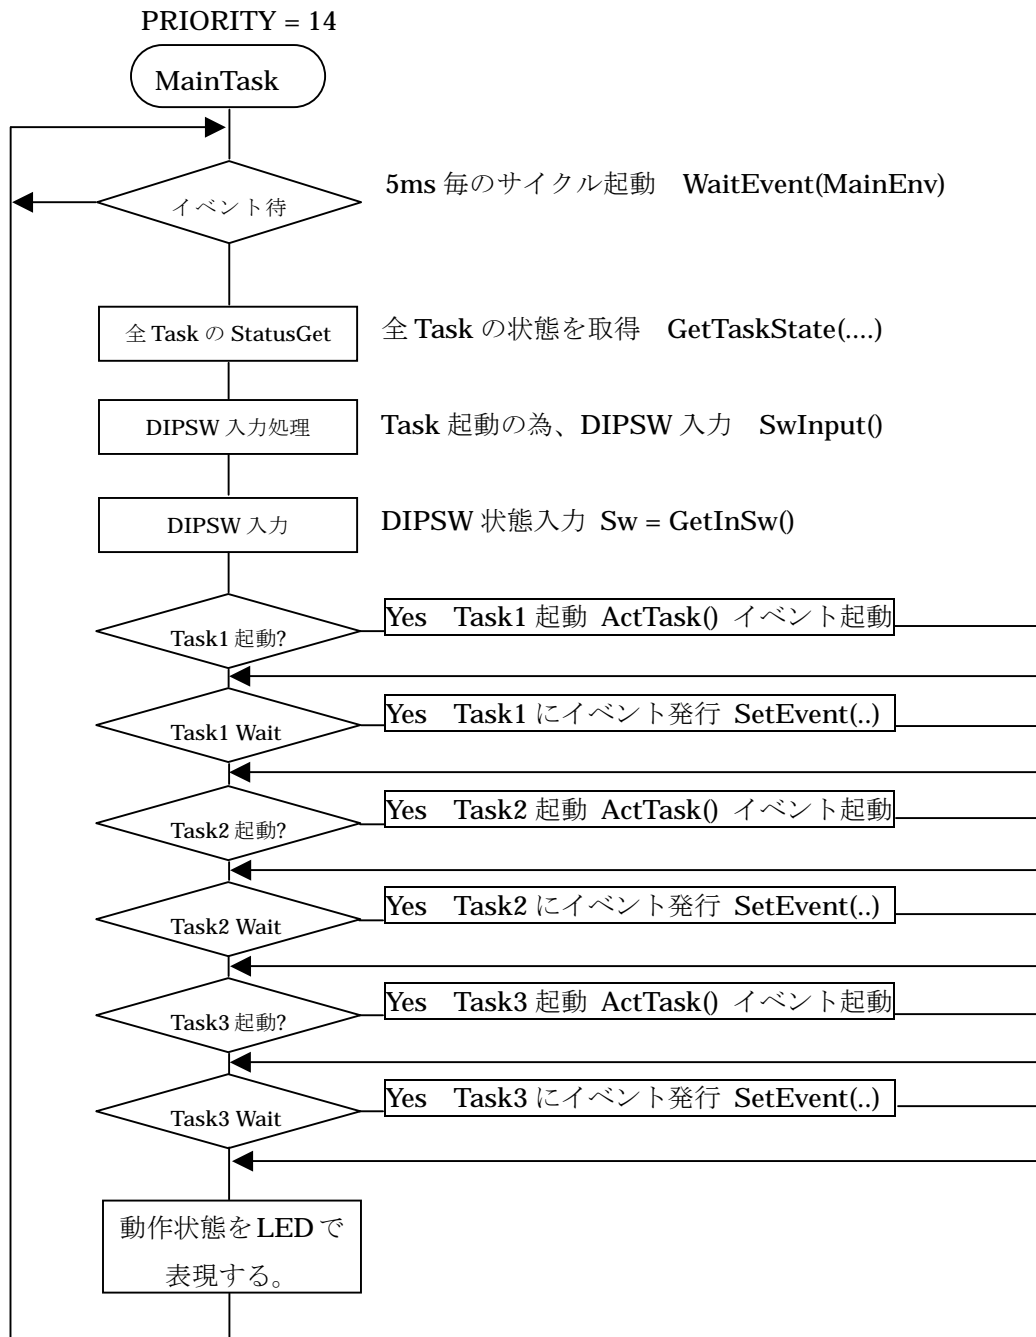 PRIORITY = 14
MainTask
イベント待
5ms 毎のサイクル起動 WaitEvent(MainEnv)
全 Task の StatusGet
全 Task の状態を取得 GetTaskState(....)
DIPSW 入力処理
Task 起動の為、DIPSW 入力 SwInput()
DIPSW 入力
DIPSW 状態入力 Sw = GetInSw()
Task1 起動?
Yes Task1 起動 ActTask() イベント起動
Task1 Wait
Yes Task1 にイベント発行 SetEvent(..)
Task2 起動?
Yes Task2 起動 ActTask() イベント起動
Task2 Wait
Yes Task2 にイベント発行 SetEvent(..)
Task3 起動?
Yes Task3 起動 ActTask() イベント起動
Task3 Wait
Yes Task3 にイベント発行 SetEvent(..)
動作状態を LED で
表現する。